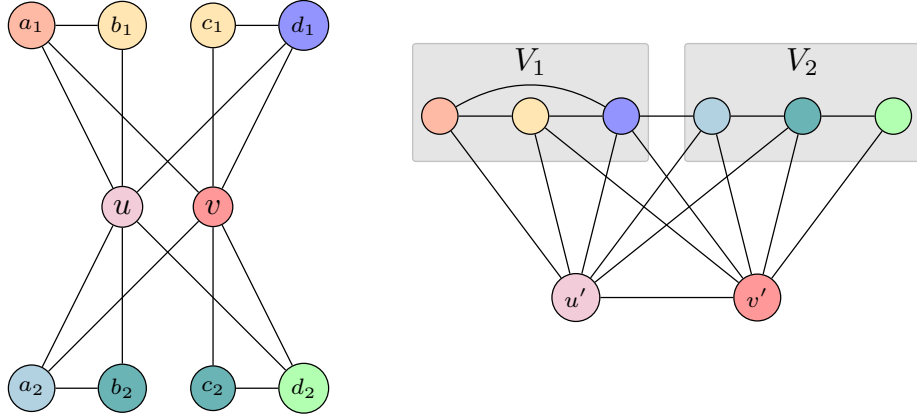 a₁ b₁ c₁ d₁
V₁ V₂
u v
u′ v′
a₂ b₂ c₂ d₂